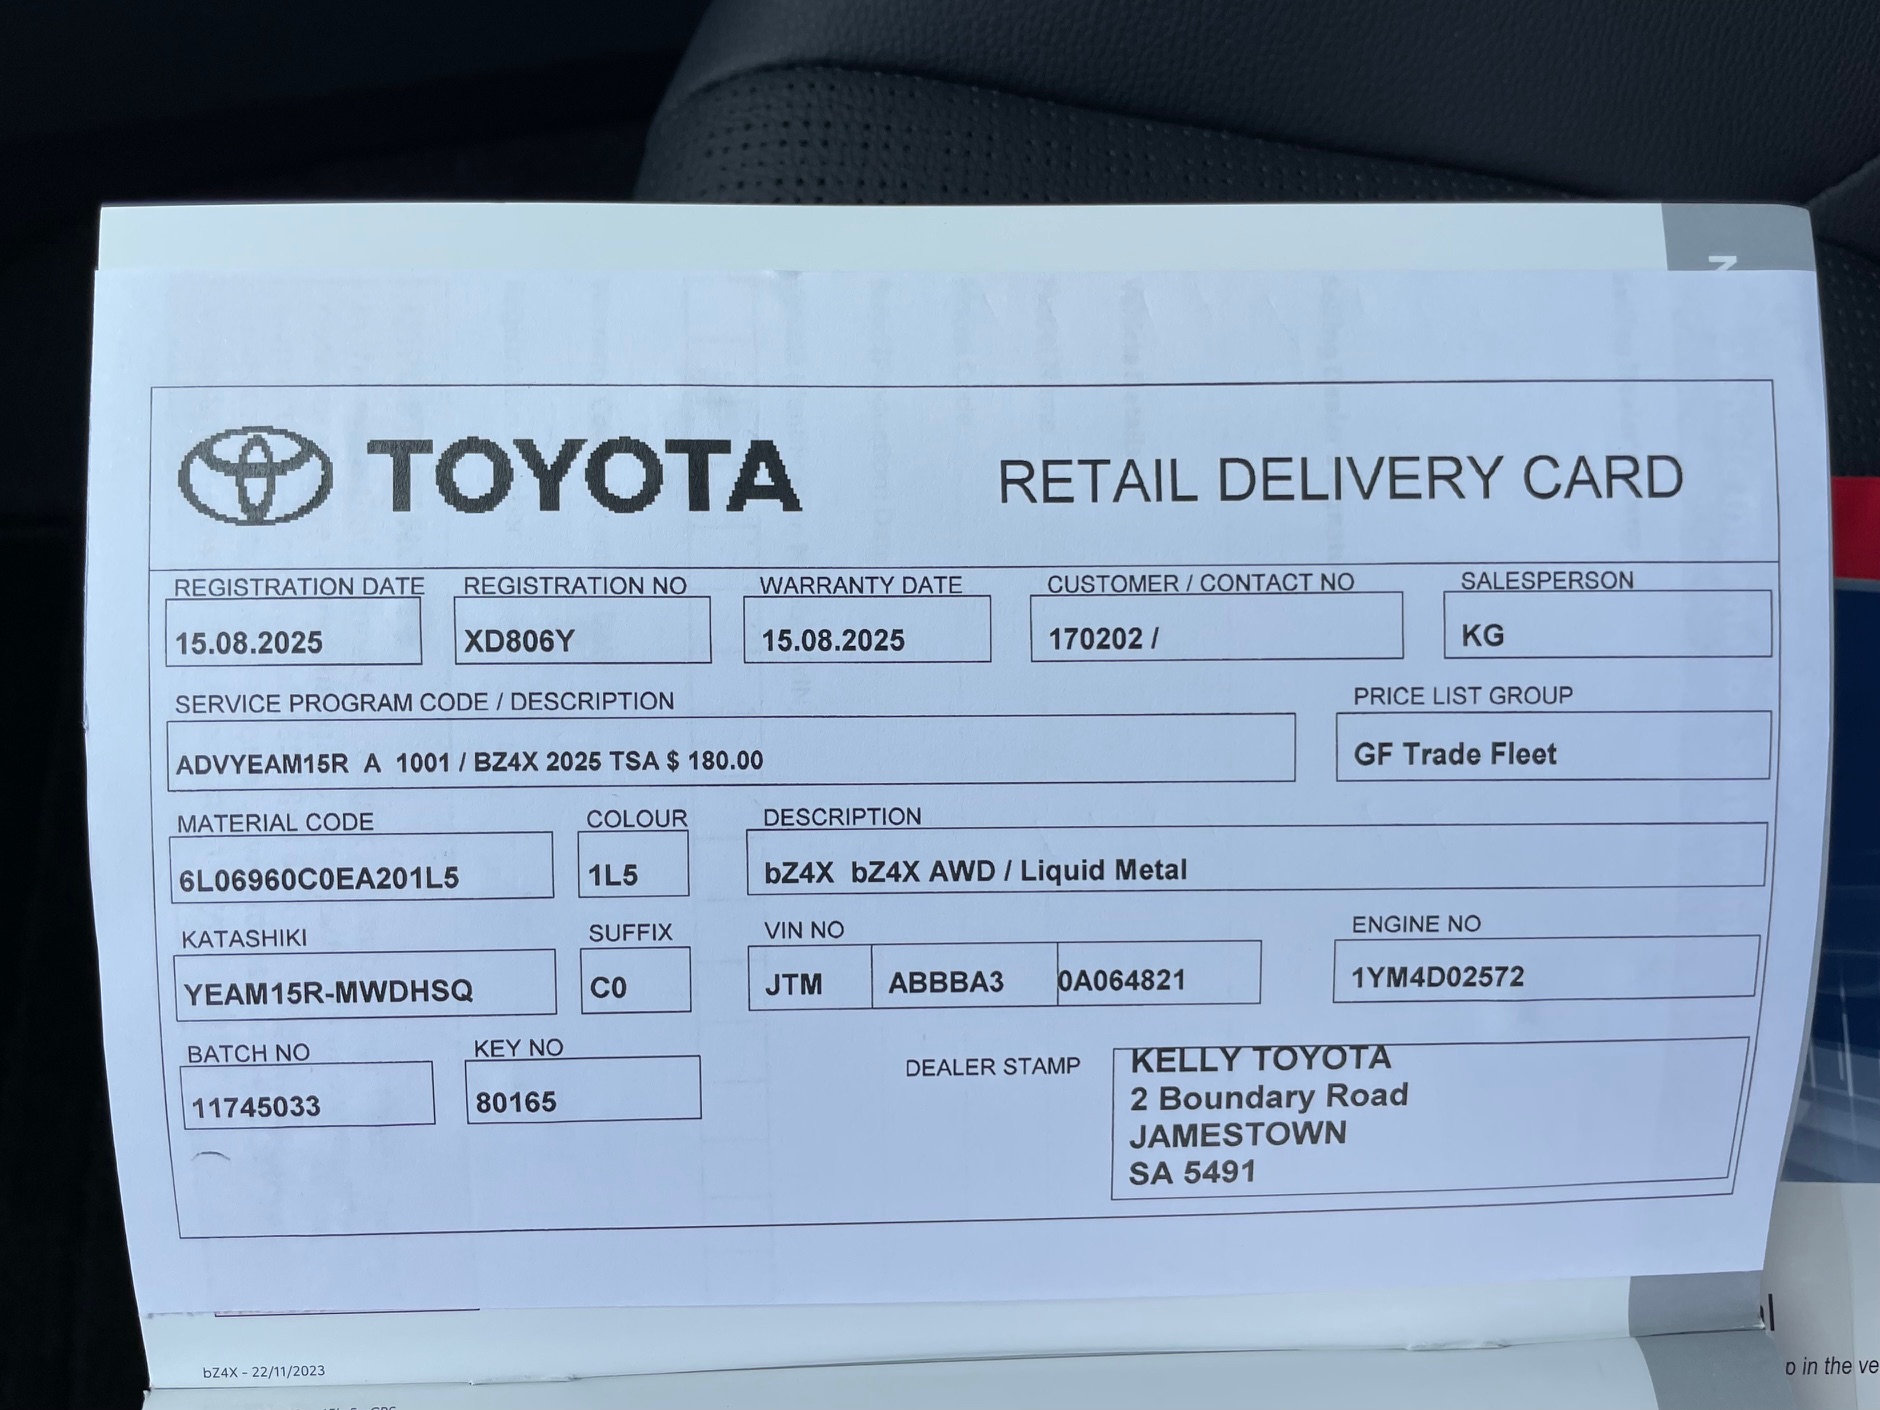 N
TOYOTA
RETAIL DELIVERY CARD
REGISTRATION DATE REGISTRATION NO WARRANTY DATE CUSTOMER / CONTACT NO SALESPERSON
15.08.2025 XD806Y 15.08.2025 170202 / KG
SERVICE PROGRAM CODE / DESCRIPTION PRICE LIST GROUP
ADVYEAM15R A 1001 / BZ4X 2025 TSA $ 180.00 GF Trade Fleet
MATERIAL CODE COLOUR DESCRIPTION
6L06960C0EA201L5 1L5 bZ4X bZ4X AWD / Liquid Metal
KATASHIKI SUFFIX VIN NO ENGINE NO
YEAM15R-MWDHSQ C0 JTM ABBBA3 0A064821 1YM4D02572
BATCH NO KEY NO
11745033 80165
DEALER STAMP
KELLY TOYOTA
2 Boundary Road
JAMESTOWN
SA 5491
bZ4X - 22/11/2023
in the